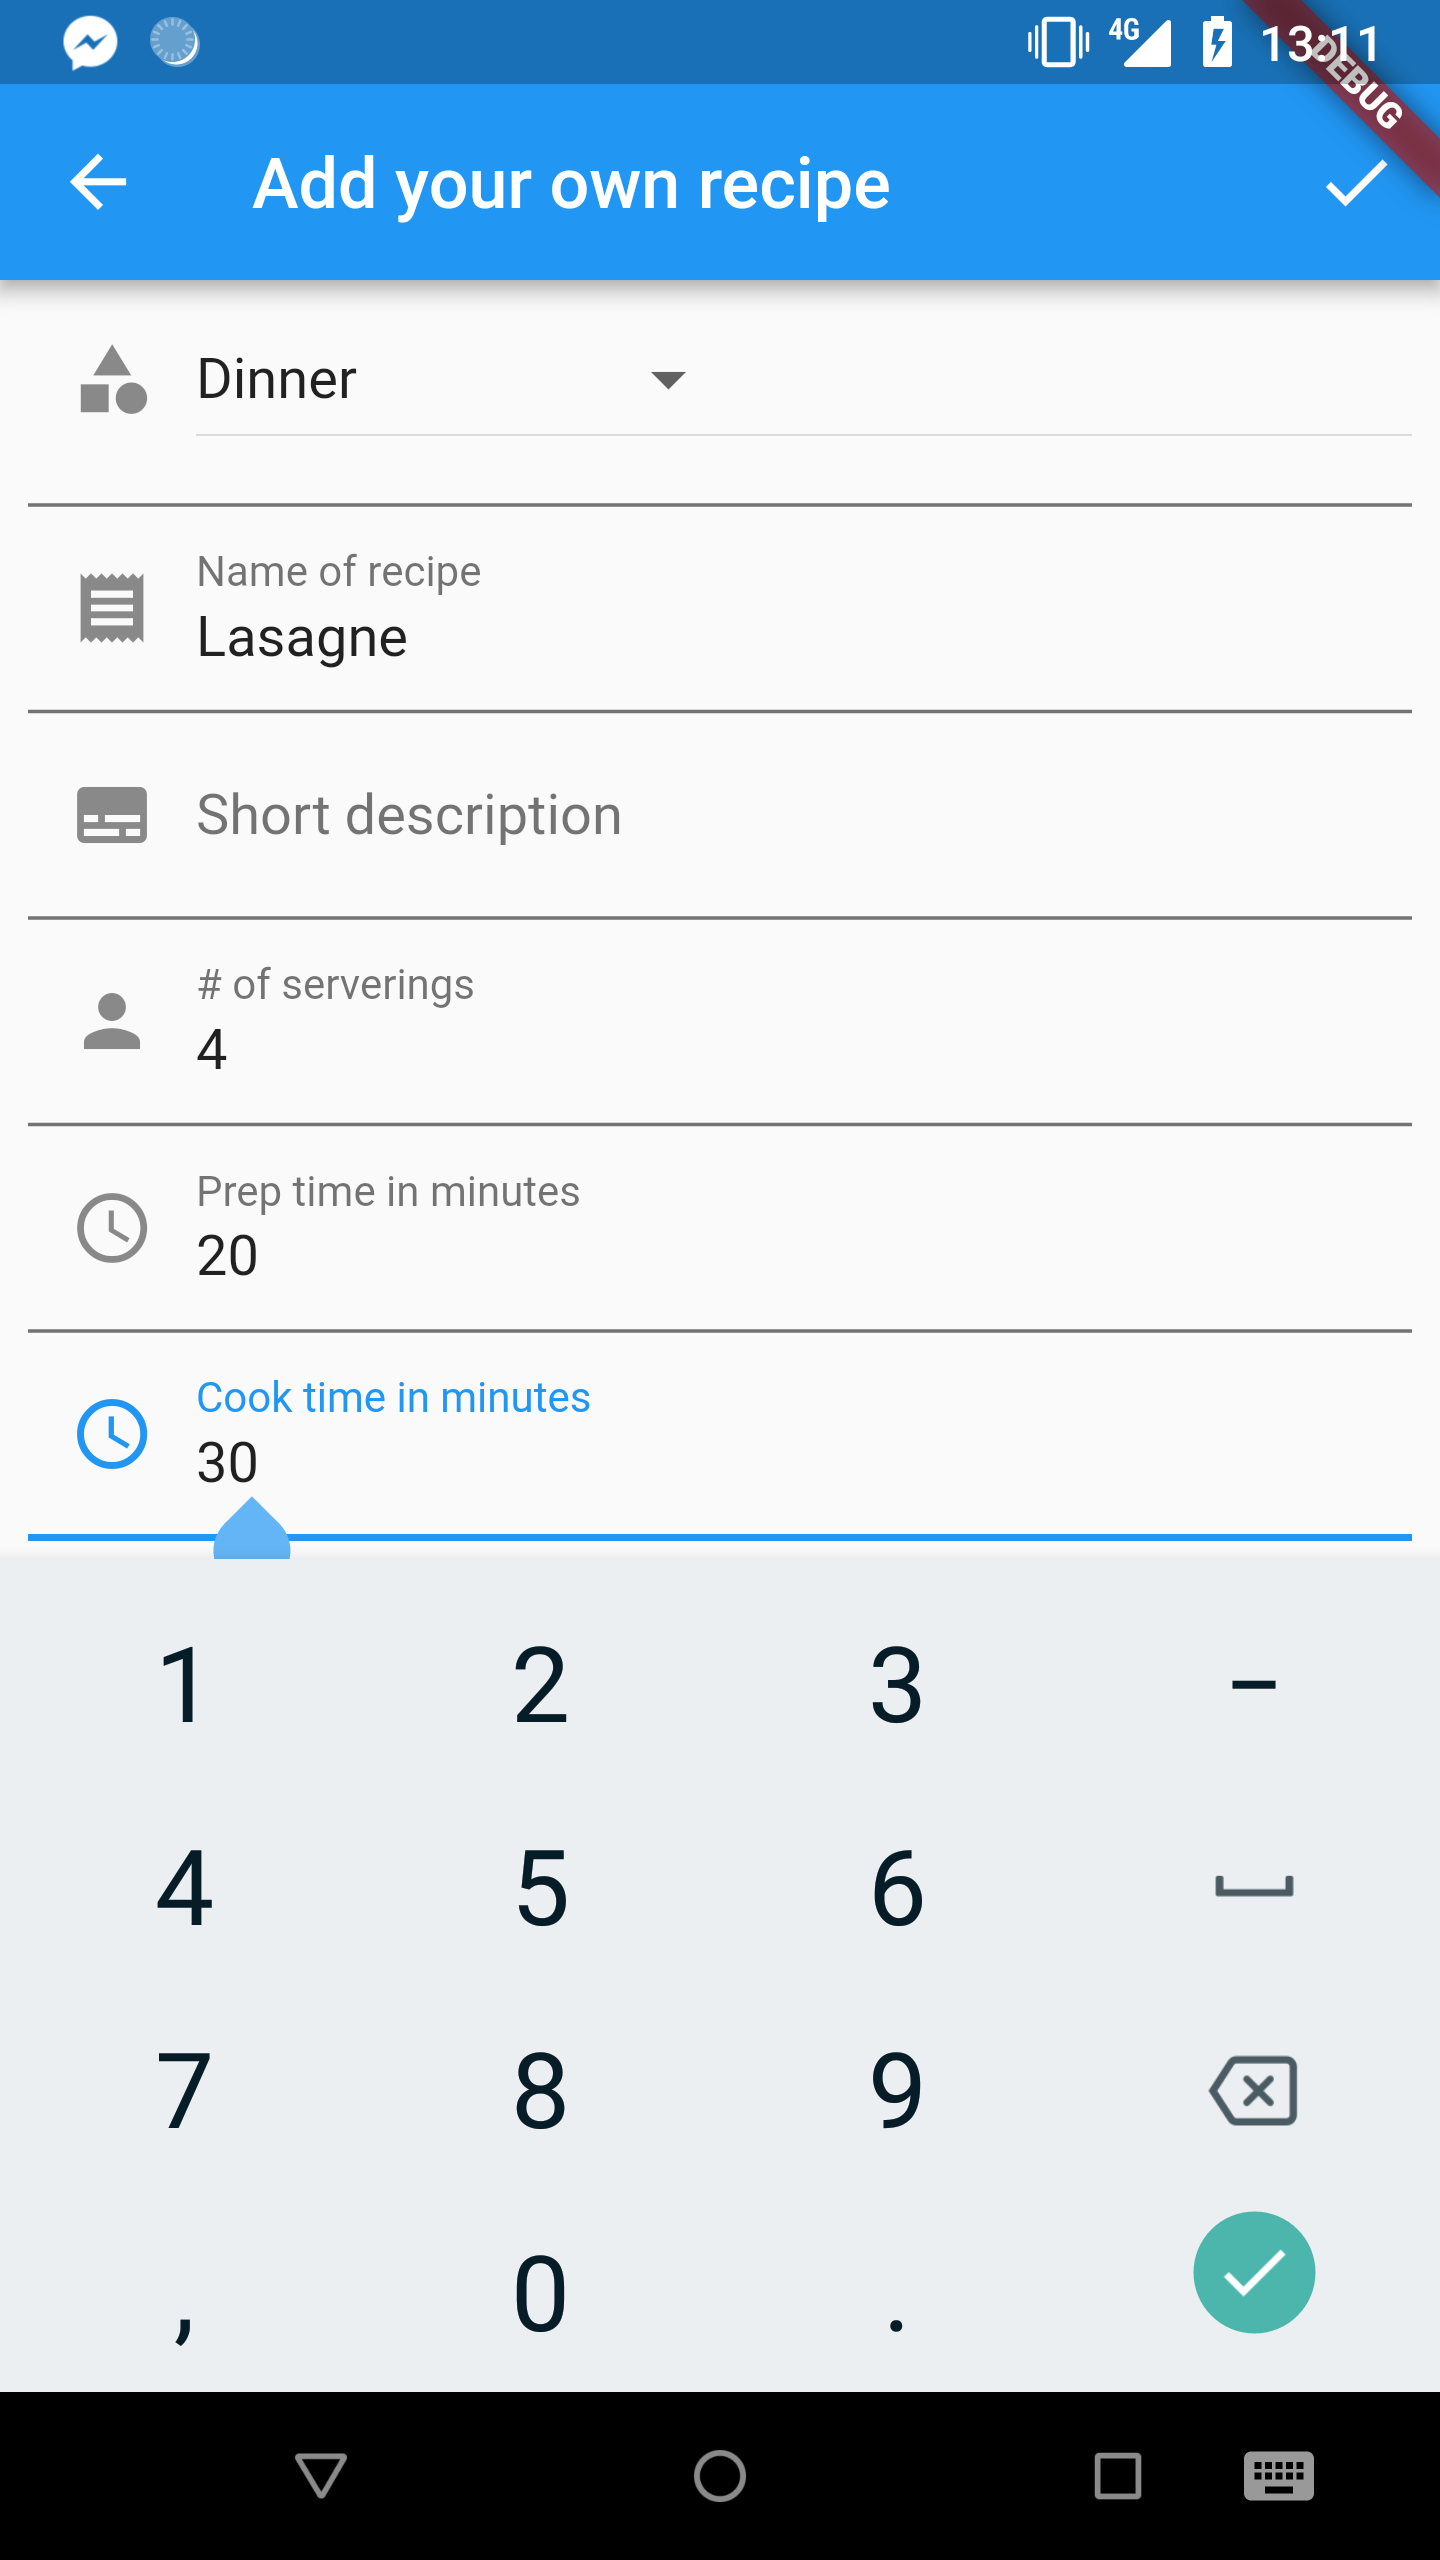 4G
13:11
DEBUG
Add your own recipe
Dinner
Name of recipe
Lasagne
Short description
# of serverings
4
Prep time in minutes
20
Cook time in minutes
30
1 2 3 –
4 5 6
7 8 9
, 0 .